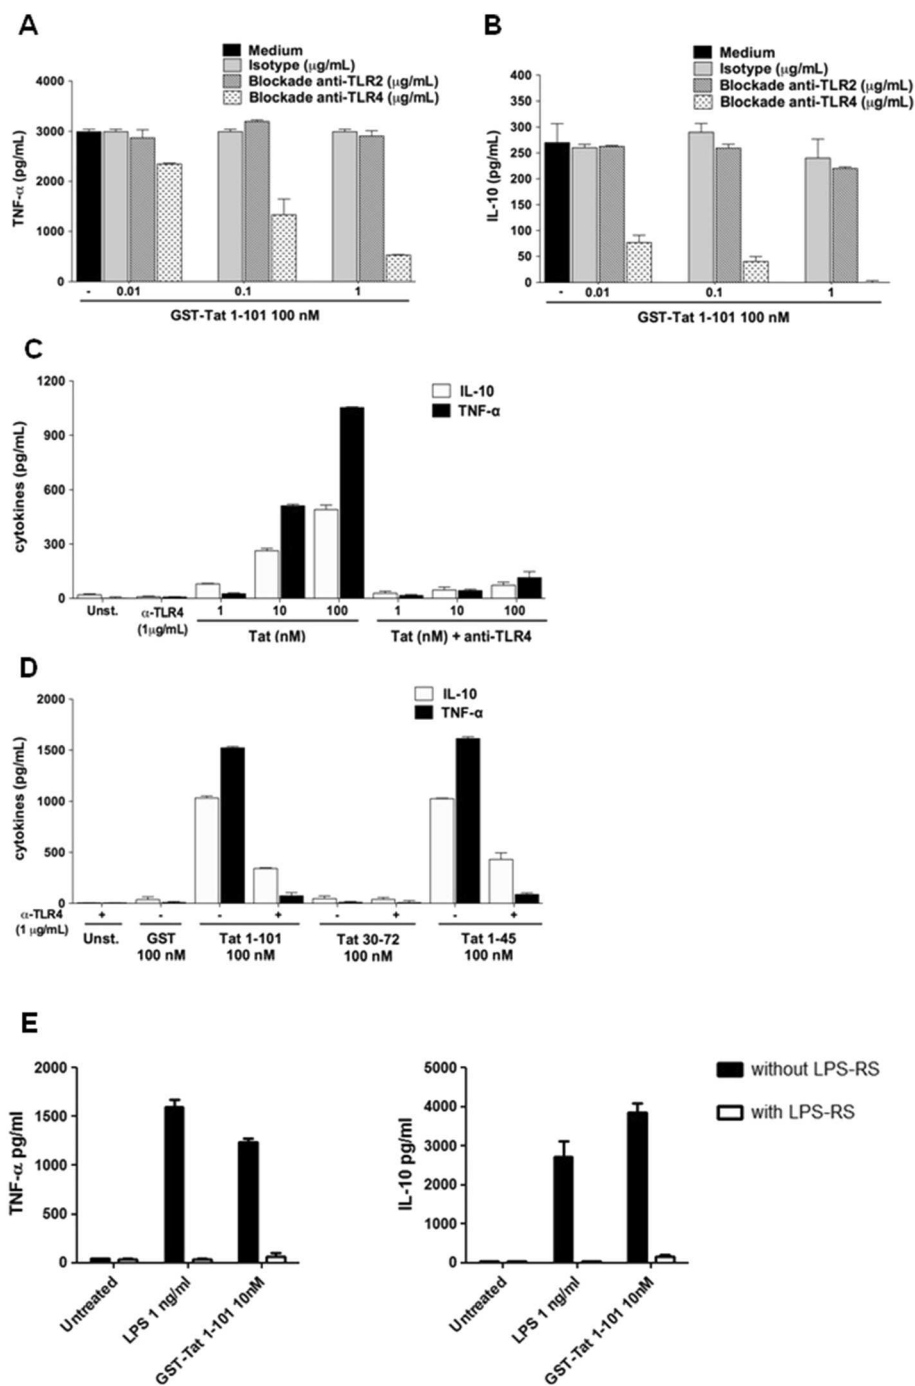 A
Medium
Isotype (μg/mL)
Blockade anti-TLR2 (μg/mL)
Blockade anti-TLR4 (μg/mL)
TNF-α (pg/mL)
4000
3000
2000
1000
0
- 0.01 0.1 1
GST-Tat 1-101 100 nM
B
Medium
Isotype (μg/mL)
Blockade anti-TLR2 (μg/mL)
Blockade anti-TLR4 (μg/mL)
IL-10 (pg/mL)
400
350
300
250
200
150
100
50
0
- 0.01 0.1 1
GST-Tat 1-101 100 nM
C
IL-10
TNF-α
cytokines (pg/mL)
1200
900
600
300
0
Unst. α-TLR4 1 10 100 1 10 100
(1μg/mL)
Tat (nM) Tat (nM) + anti-TLR4
D
IL-10
TNF-α
cytokines (pg/mL)
2000
1500
1000
500
0
α-TLR4 + - - + - + - +
(1 μg/mL)
Unst. GST Tat 1-101 Tat 30-72 Tat 1-45
100 nM 100 nM 100 nM 100 nM
E
TNF-α pg/ml
2000
1500
1000
500
0
Untreated
LPS 1 ng/ml
GST-Tat 1-101 10nM
IL-10 pg/ml
5000
4000
3000
2000
1000
0
Untreated
LPS 1 ng/ml
GST-Tat 1-101 10nM
without LPS-RS
with LPS-RS